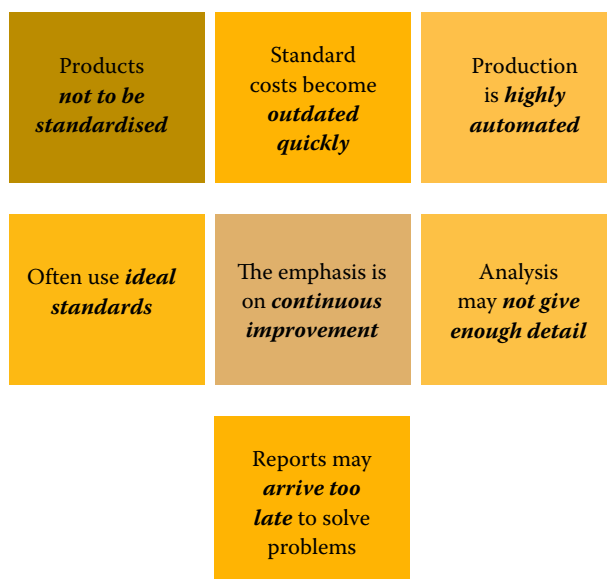 Products
not to be
standardised
Standard
costs become
outdated
quickly
Production
is highly
automated
Often use ideal
standards
The emphasis is
on continuous
improvement
Analysis
may not give
enough detail
Reports may
arrive too
late to solve
problems